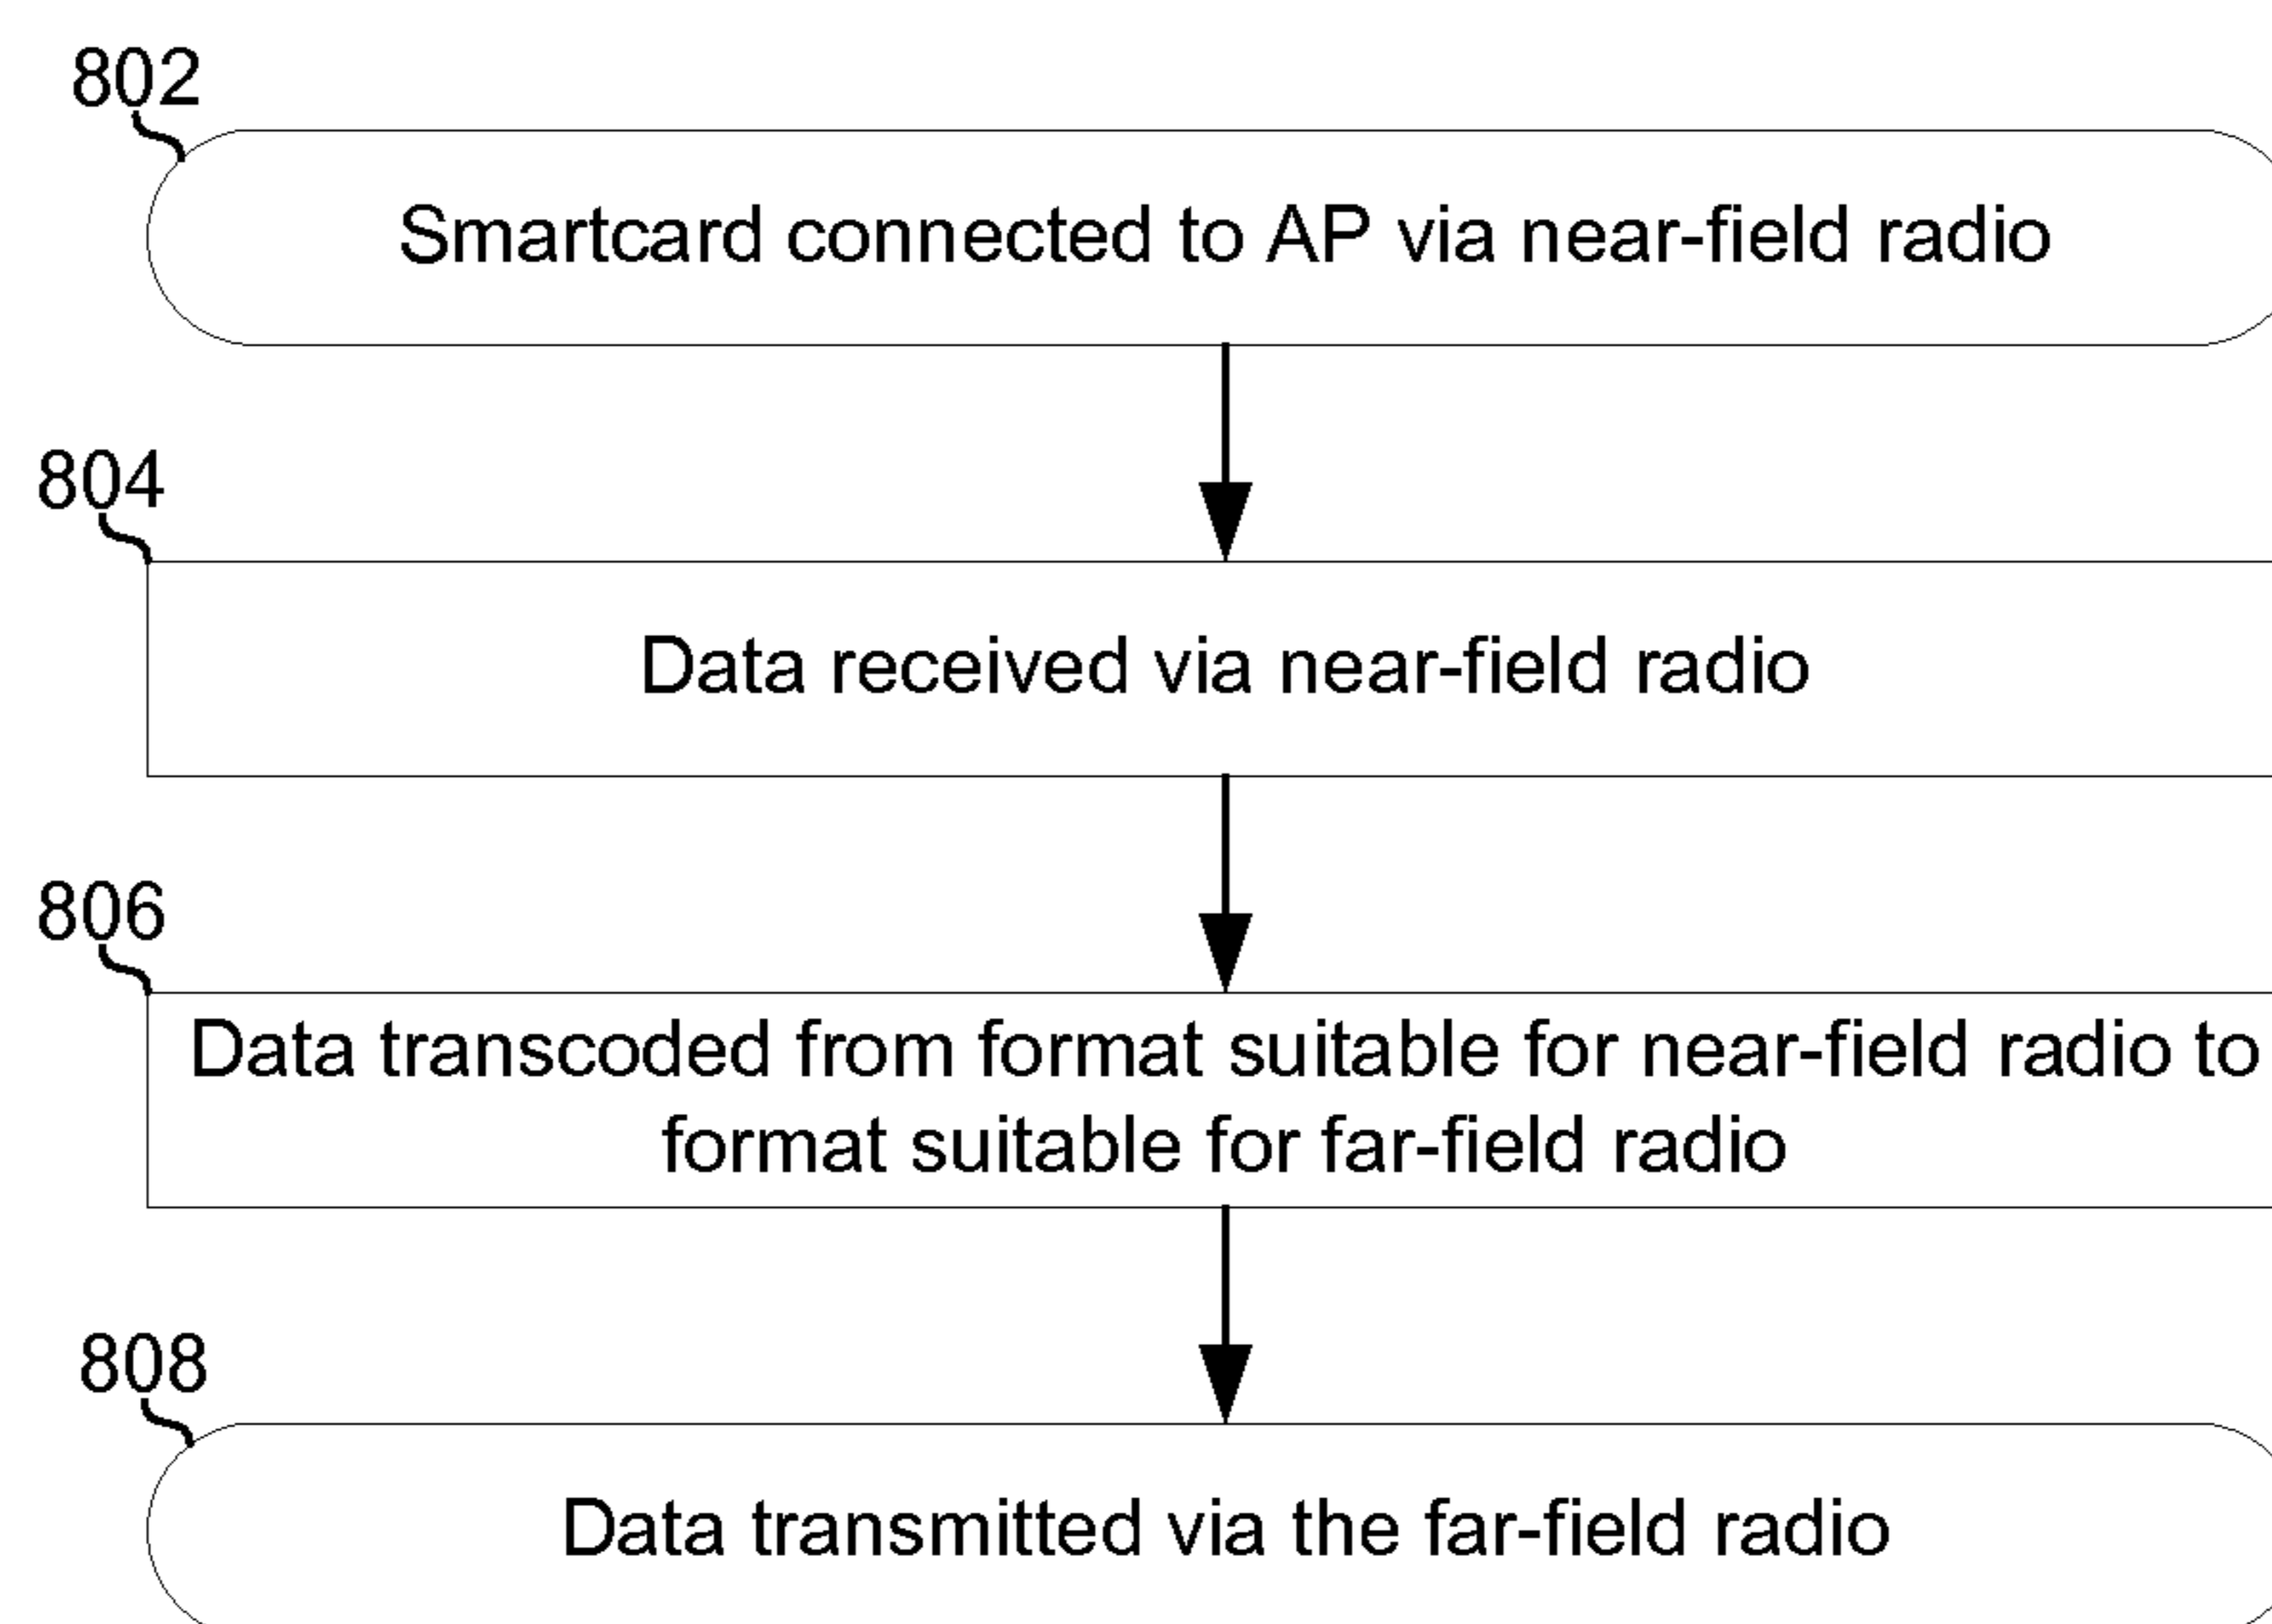 802
Smartcard connected to AP via near-field radio
804
Data received via near-field radio
806
Data transcoded from format suitable for near-field radio to
format suitable for far-field radio
808
Data transmitted via the far-field radio